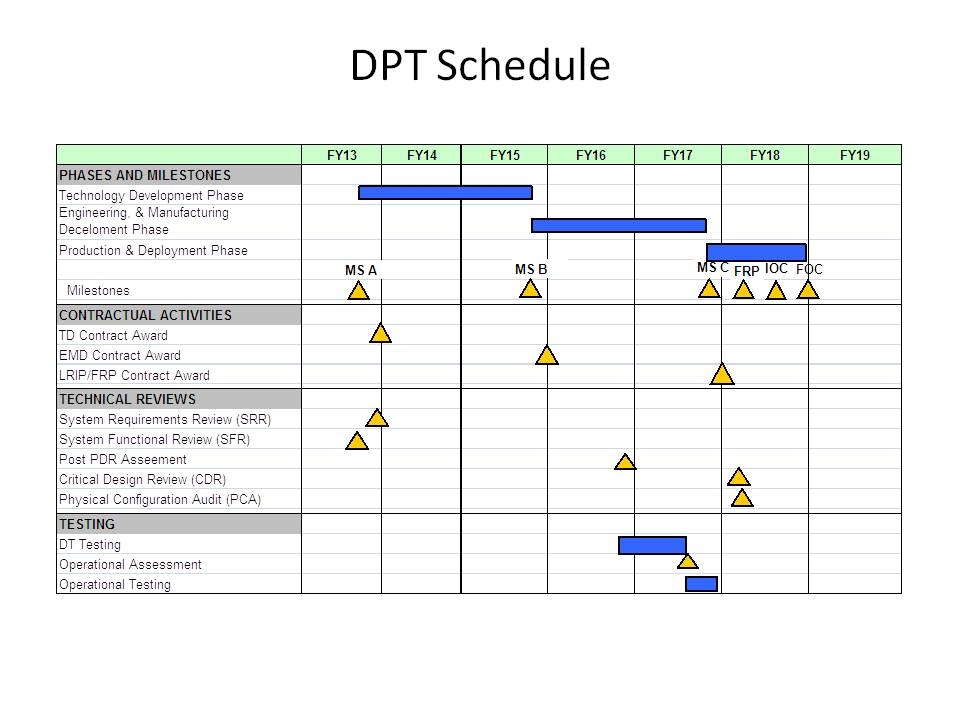 DPT Schedule
FY13 FY14 FY15 FY16 FY17 FY18 FY19
PHASES AND MILESTONES
Technology Development Phase
Engineering, & Manufacturing
Deceloment Phase
Production & Deployment Phase
MS A MS B MS C FRP IOC FOC
Milestones
CONTRACTUAL ACTIVITIES
TD Contract Award
EMD Contract Award
LRIP/FRP Contract Award
TECHNICAL REVIEWS
System Requirements Review (SRR)
System Functional Review (SFR)
Post PDR Asseement
Critical Design Review (CDR)
Physical Configuration Audit (PCA)
TESTING
DT Testing
Operational Assessment
Operational Testing